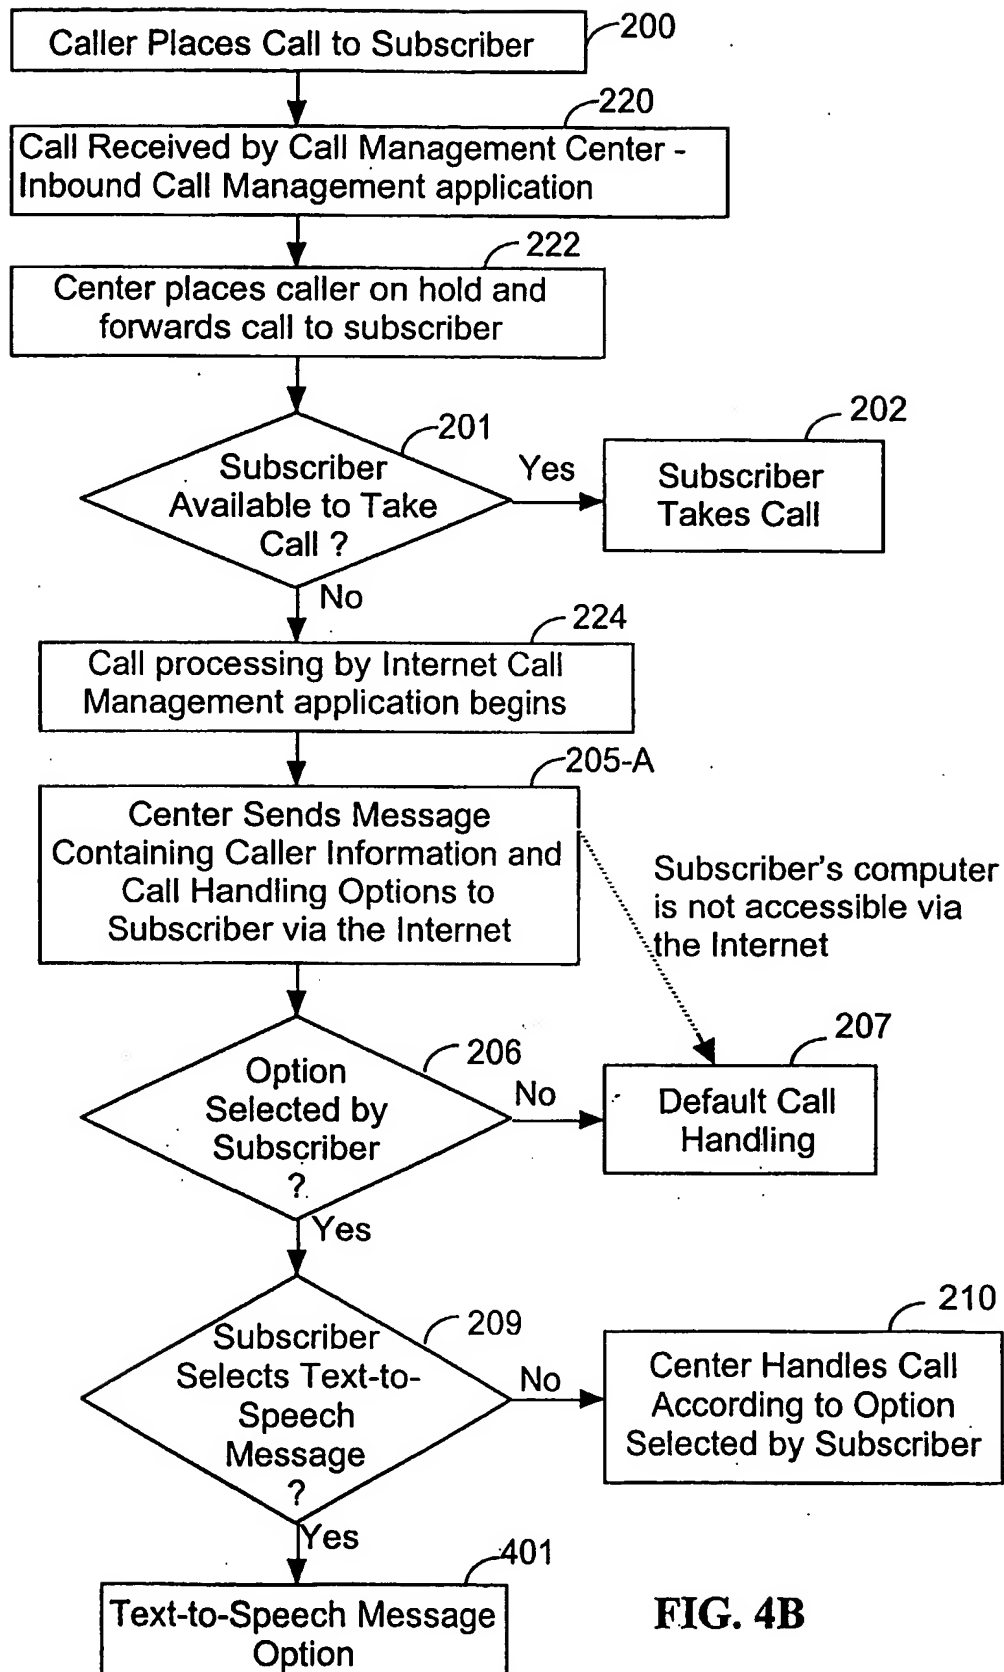 Caller Places Call to Subscriber
200
220
Call Received by Call Management Center -
Inbound Call Management application
222
Center places caller on hold and
forwards call to subscriber
201
Subscriber
Available to Take
Call ?
Yes
202
Subscriber
Takes Call
No
224
Call processing by Internet Call
Management application begins
205-A
Center Sends Message
Containing Caller Information and
Call Handling Options to
Subscriber via the Internet
Subscriber's computer
is not accessible via
the Internet
206
Option
Selected by
Subscriber
?
No
207
Default Call
Handling
Yes
209
Subscriber
Selects Text-to-
Speech
Message
?
No
210
Center Handles Call
According to Option
Selected by Subscriber
Yes
401
Text-to-Speech Message
Option
FIG. 4B